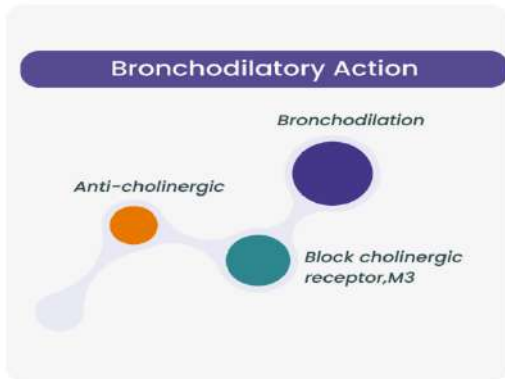 Bronchodilatory Action
Bronchodilation
Anti-cholinergic
Block cholinergic
receptor,M3